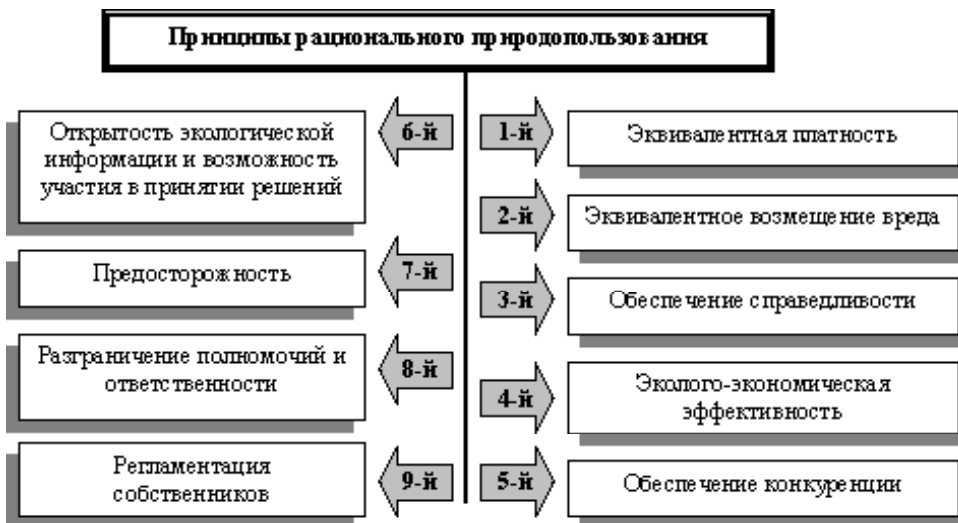 Принципы рационального природопользования
1-й
Эквивалентная платность
2-й
Эквивалентное возмещение вреда
3-й
Обеспечение справедливости
4-й
Эколого-экономическая
эффективность
5-й
Обеспечение конкуренции
6-й
Открытость экологической
информации и возможность
участия в принятии решений
7-й
Предосторожность
8-й
Разграничение полномочий и
ответственности
9-й
Регламентация
собственников